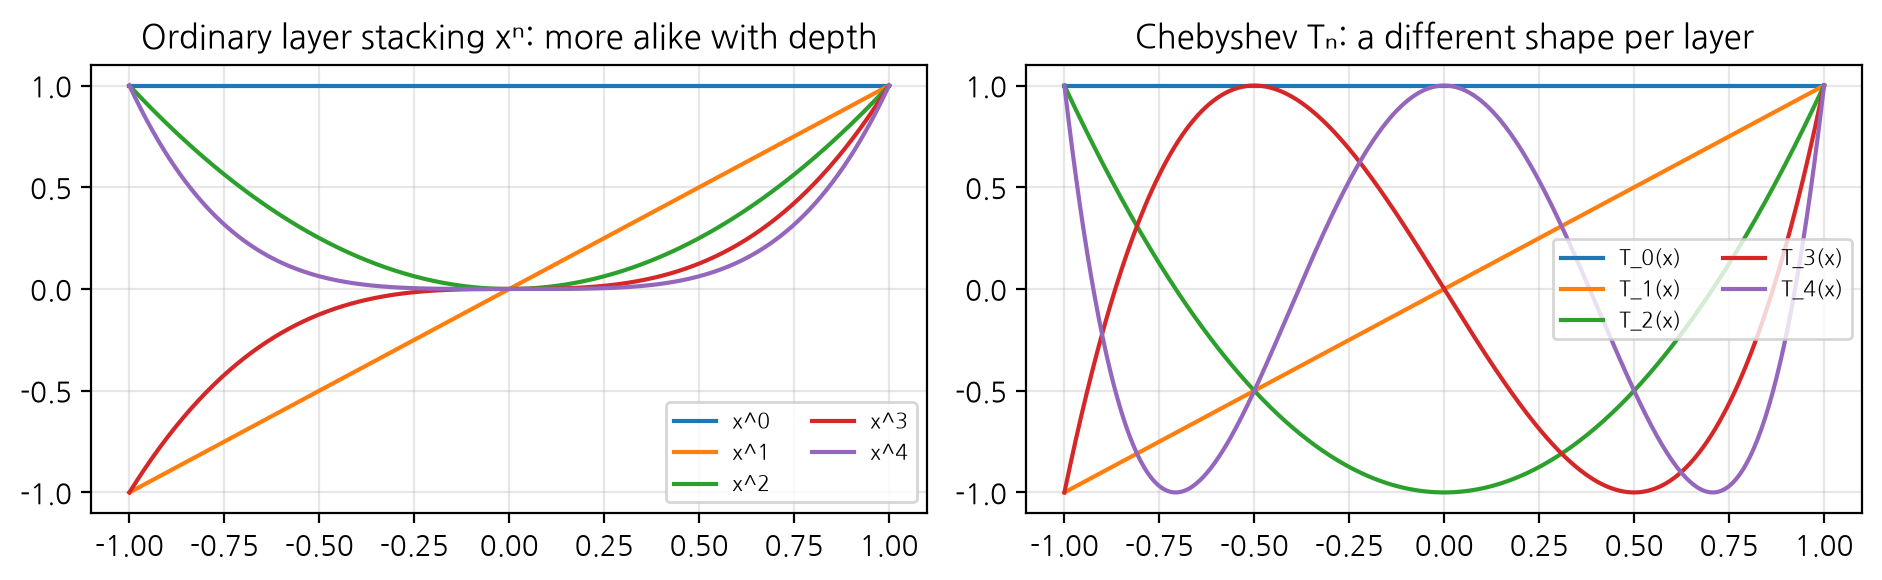 Ordinary layer stacking xⁿ: more alike with depth
1.0
0.5
0.0
-0.5
-1.0
-1.00 -0.75 -0.50 -0.25 0.00 0.25 0.50 0.75 1.00
x^0 x^3
x^1 x^4
x^2
Chebyshev Tₙ: a different shape per layer
1.0
0.5
0.0
-0.5
-1.0
-1.00 -0.75 -0.50 -0.25 0.00 0.25 0.50 0.75 1.00
T_0(x) T_3(x)
T_1(x) T_4(x)
T_2(x)